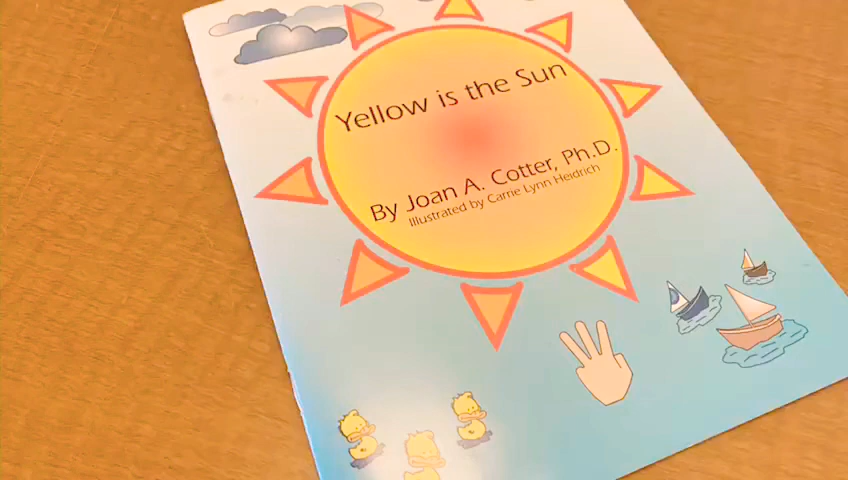 Yellow is the Sun
By Joan A. Cotter, Ph.D.
Illustrated by Carrie Lynn Heidrich